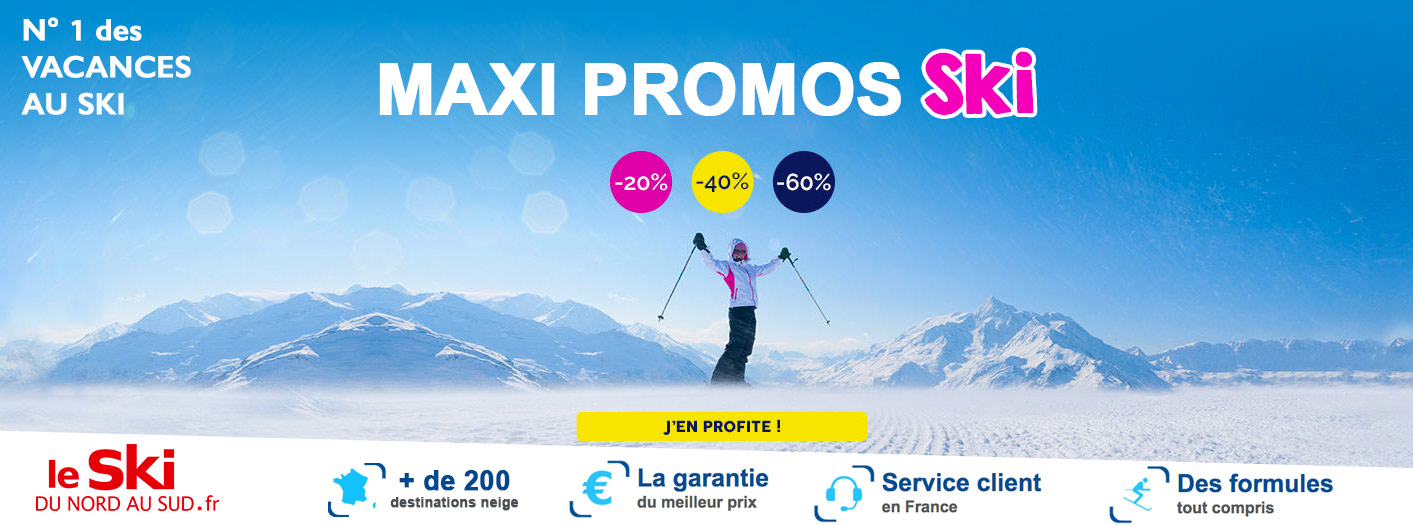 N° 1 des
VACANCES
AU SKI
MAXI PROMOS Ski
-20% -40% -60%
J'EN PROFITE !
le Ski
DU NORD AU SUD.fr
+ de 200
destinations neige
La garantie
du meilleur prix
Service client
en France
Des formules
tout compris